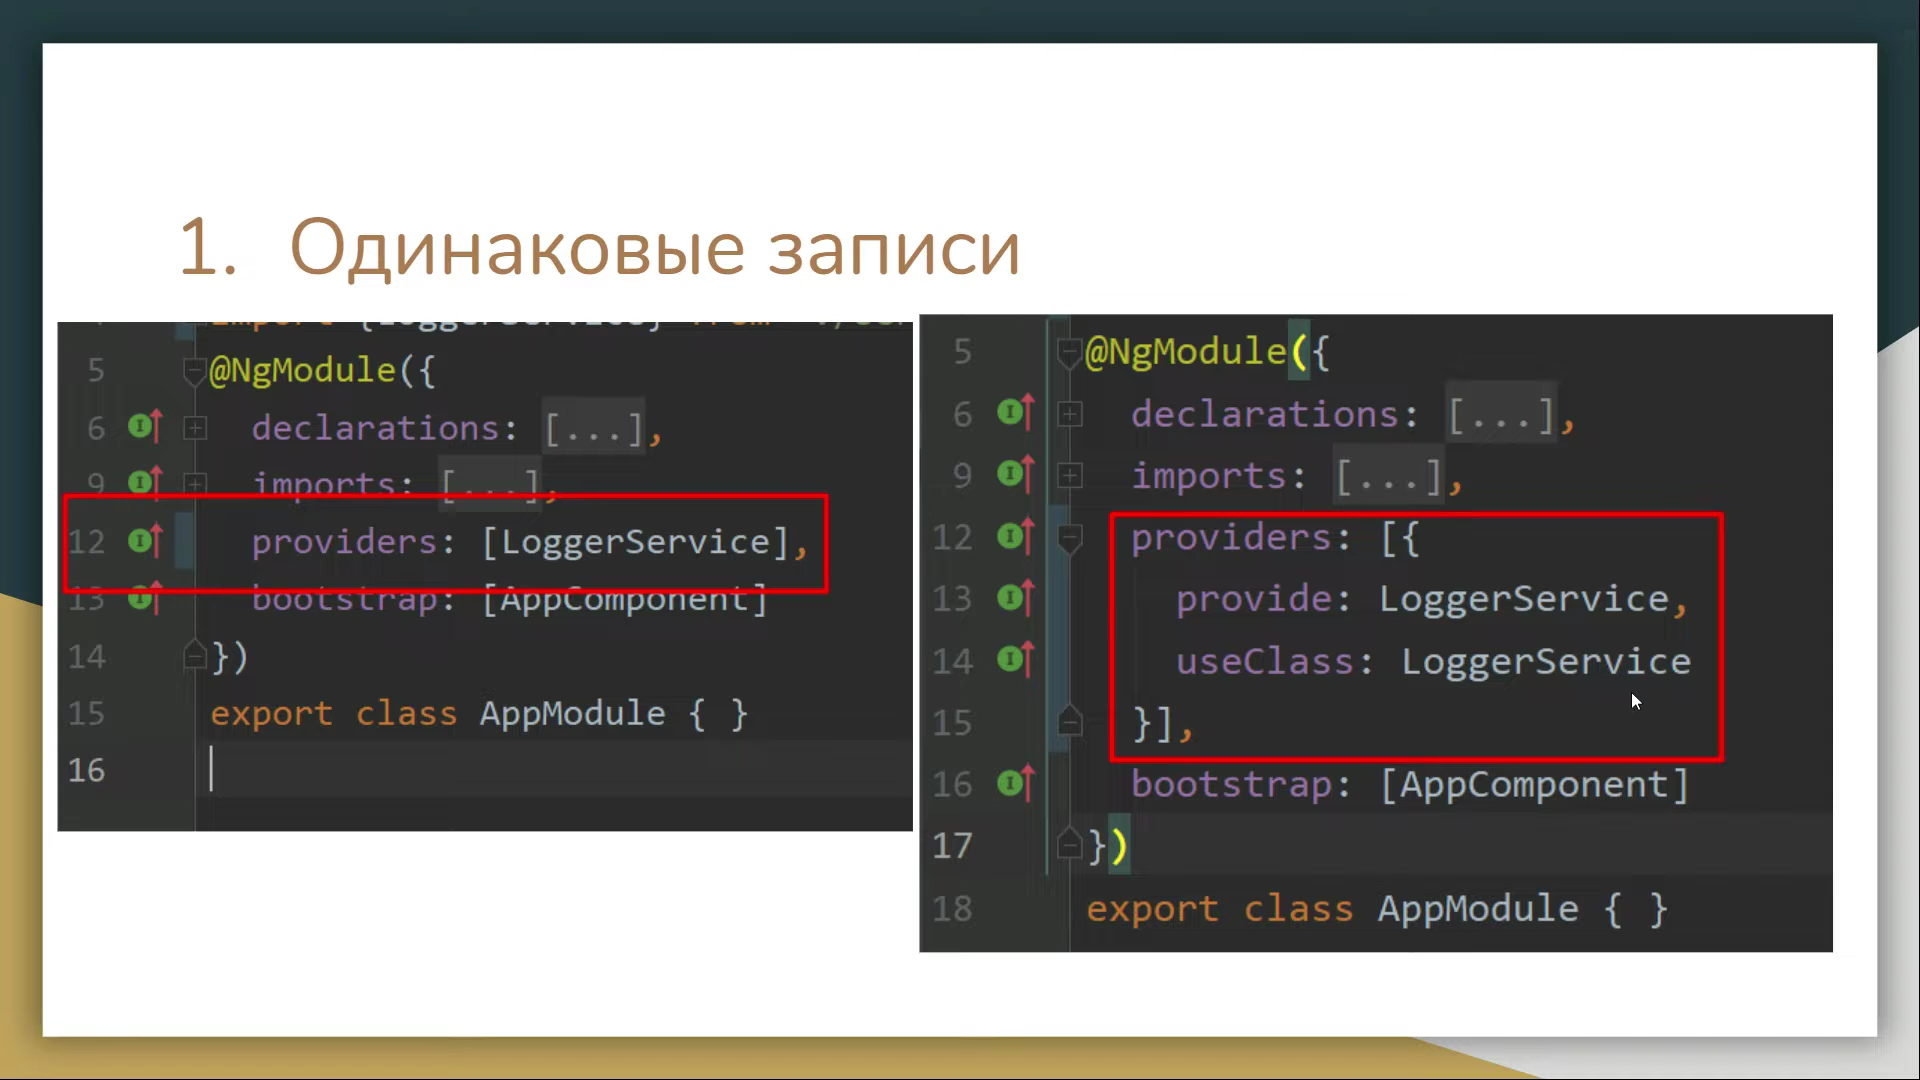 1. Одинаковые записи
5 @NgModule({
6 declarations: [...],
9 imports: [...],
12 providers: [LoggerService],
13 bootstrap: [AppComponent]
14 })
15 export class AppModule { }
16
5 @NgModule({
6 declarations: [...],
9 imports: [...],
12 providers: [{
13 provide: LoggerService,
14 useClass: LoggerService
15 }],
16 bootstrap: [AppComponent]
17 })
18 export class AppModule { }